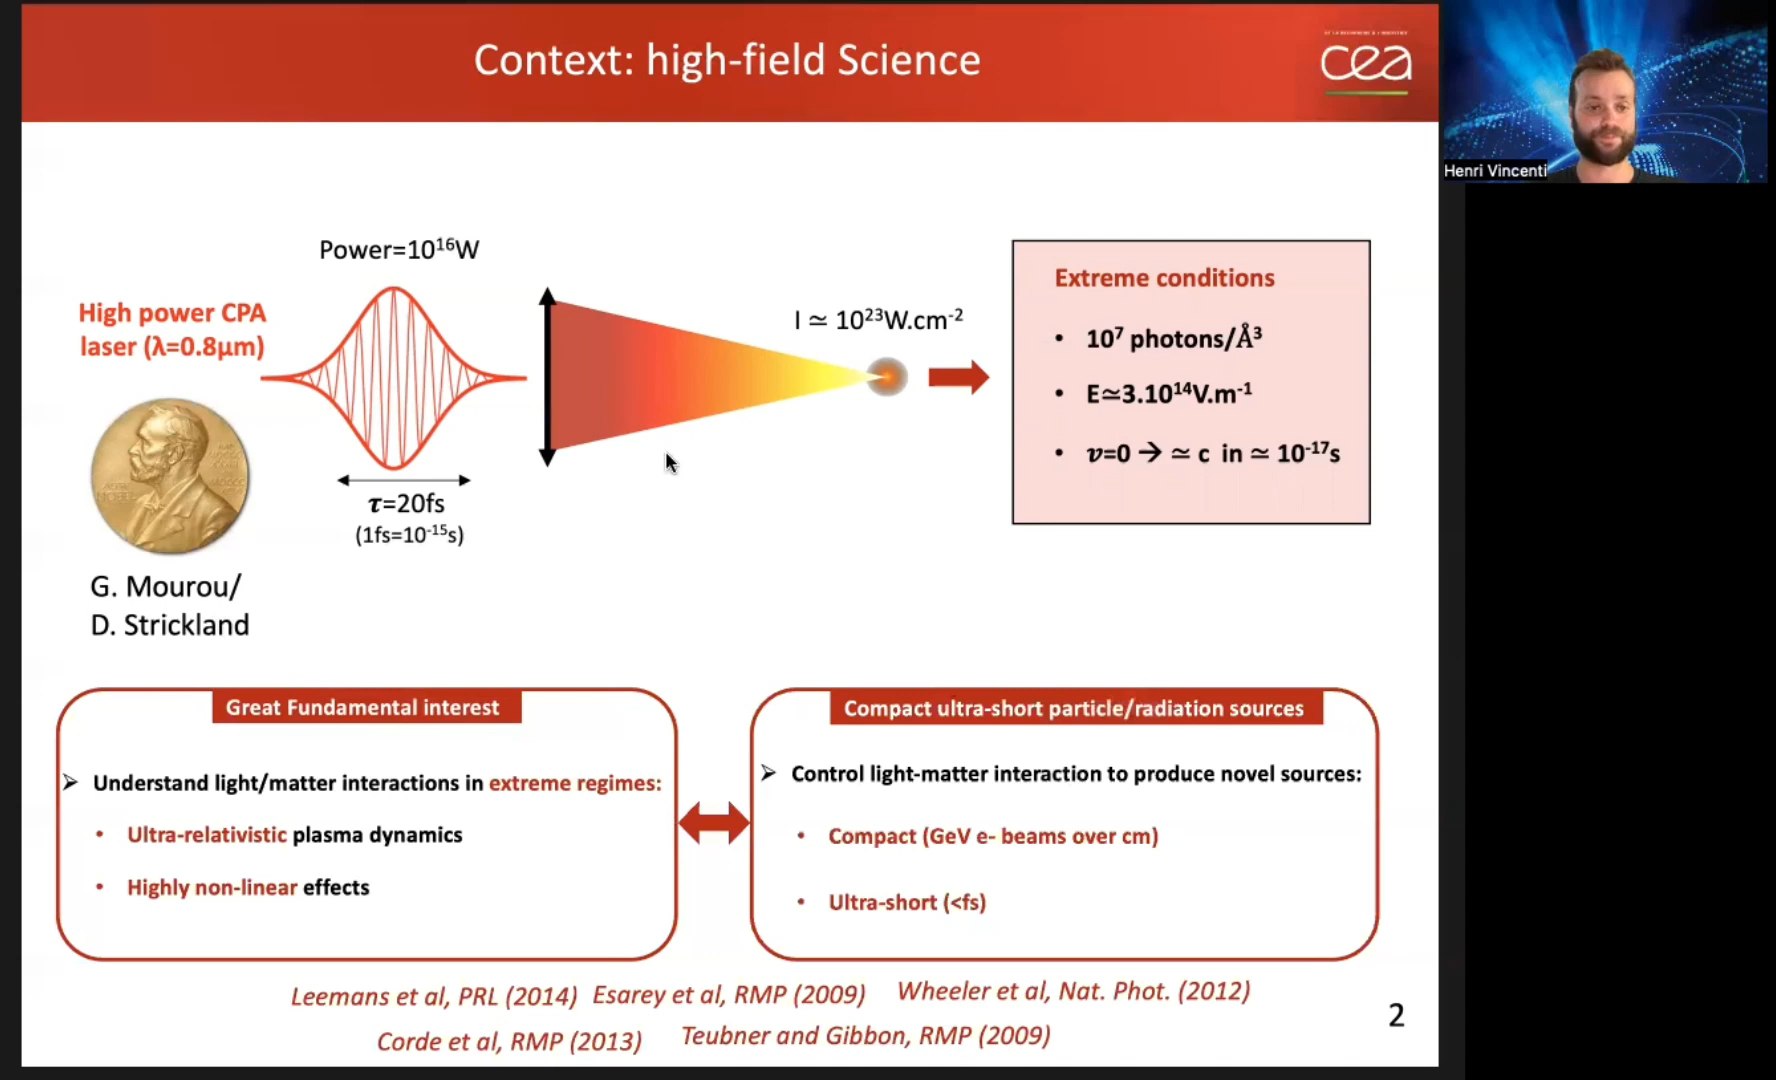 Context: high-field Science
cea
Henri Vincenti
Power=10¹⁶W
High power CPA
laser (λ=0.8μm)
I ≃ 10²³W.cm⁻²
τ=20fs
(1fs=10⁻¹⁵s)
G. Mourou/
D. Strickland
Extreme conditions
• 10⁷ photons/Å³
• E≃3.10¹⁴V.m⁻¹
• v=0 → ≃ c in ≃ 10⁻¹⁷s
Great Fundamental interest
➢ Understand light/matter interactions in extreme regimes:
• Ultra-relativistic plasma dynamics
• Highly non-linear effects
Compact ultra-short particle/radiation sources
➢ Control light-matter interaction to produce novel sources:
• Compact (GeV e- beams over cm)
• Ultra-short (<fs)
Leemans et al, PRL (2014) Esarey et al, RMP (2009) Wheeler et al, Nat. Phot. (2012)
Corde et al, RMP (2013) Teubner and Gibbon, RMP (2009)
2